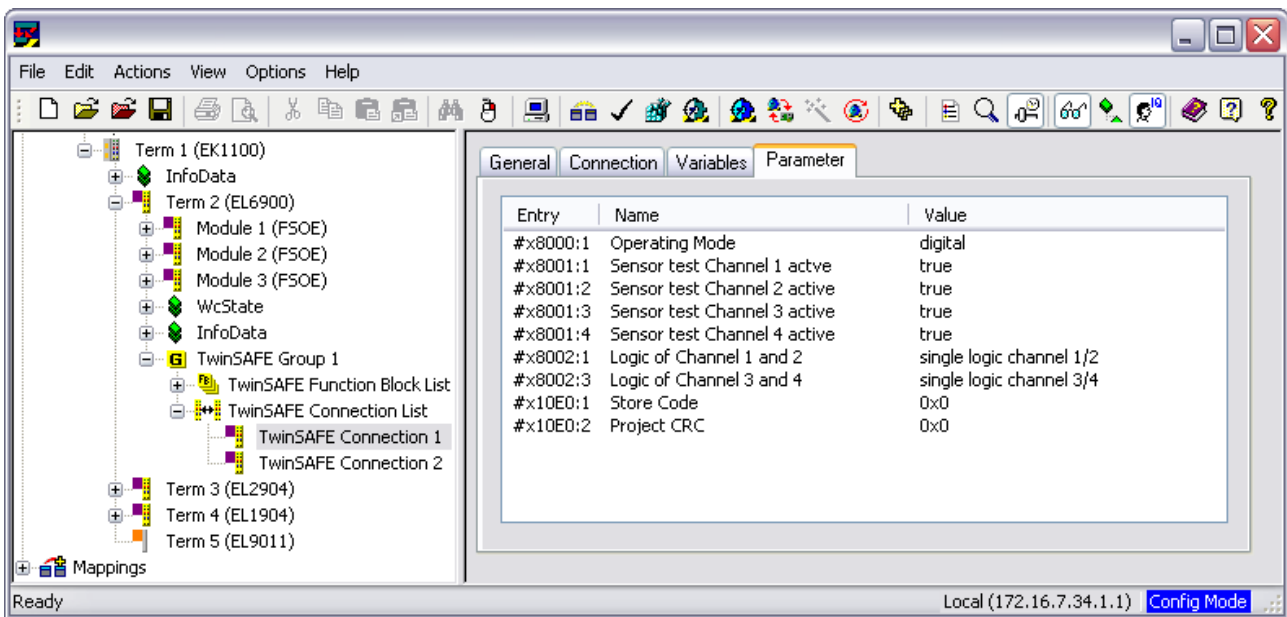 File Edit Actions View Options Help
Term 1 (EK1100)
InfoData
Term 2 (EL6900)
Module 1 (FSOE)
Module 2 (FSOE)
Module 3 (FSOE)
WcState
InfoData
G TwinSAFE Group 1
FB TwinSAFE Function Block List
TwinSAFE Connection List
TwinSAFE Connection 1
TwinSAFE Connection 2
Term 3 (EL2904)
Term 4 (EL1904)
Term 5 (EL9011)
Mappings
General Connection Variables Parameter
Entry Name Value
#x8000:1 Operating Mode digital
#x8001:1 Sensor test Channel 1 actve true
#x8001:2 Sensor test Channel 2 active true
#x8001:3 Sensor test Channel 3 active true
#x8001:4 Sensor test Channel 4 active true
#x8002:1 Logic of Channel 1 and 2 single logic channel 1/2
#x8002:3 Logic of Channel 3 and 4 single logic channel 3/4
#x10E0:1 Store Code 0x0
#x10E0:2 Project CRC 0x0
Ready Local (172.16.7.34.1.1) Config Mode